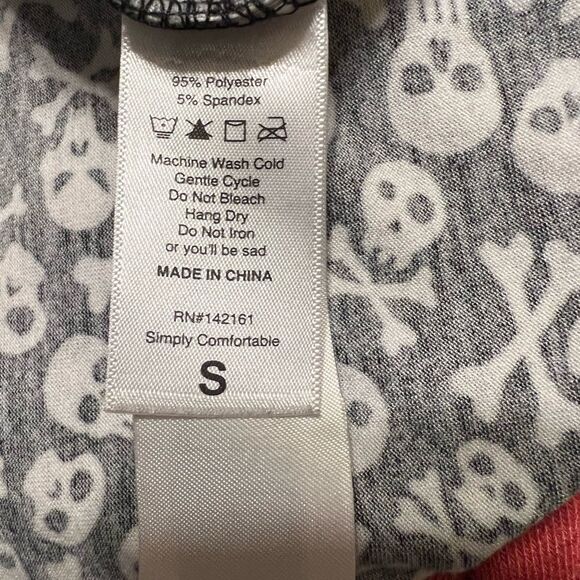 95% Polyester
5% Spandex
Machine Wash Cold
Gentle Cycle
Do Not Bleach
Hang Dry
Do Not Iron
or you'll be sad
MADE IN CHINA
RN#142161
Simply Comfortable
S